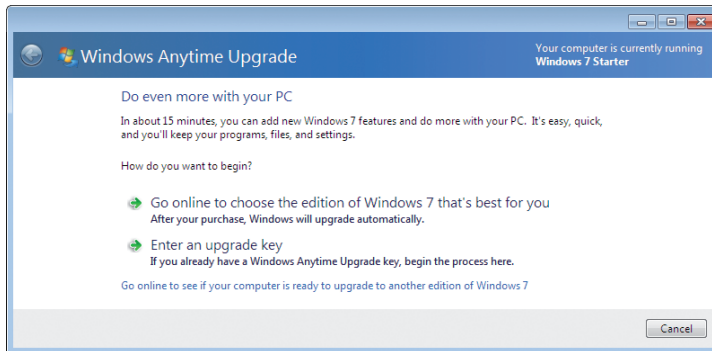 Windows Anytime Upgrade
Your computer is currently running
Windows 7 Starter
Do even more with your PC
In about 15 minutes, you can add new Windows 7 features and do more with your PC. It's easy, quick,
and you'll keep your programs, files, and settings.
How do you want to begin?
Go online to choose the edition of Windows 7 that's best for you
After your purchase, Windows will upgrade automatically.
Enter an upgrade key
If you already have a Windows Anytime Upgrade key, begin the process here.
Go online to see if your computer is ready to upgrade to another edition of Windows 7
Cancel